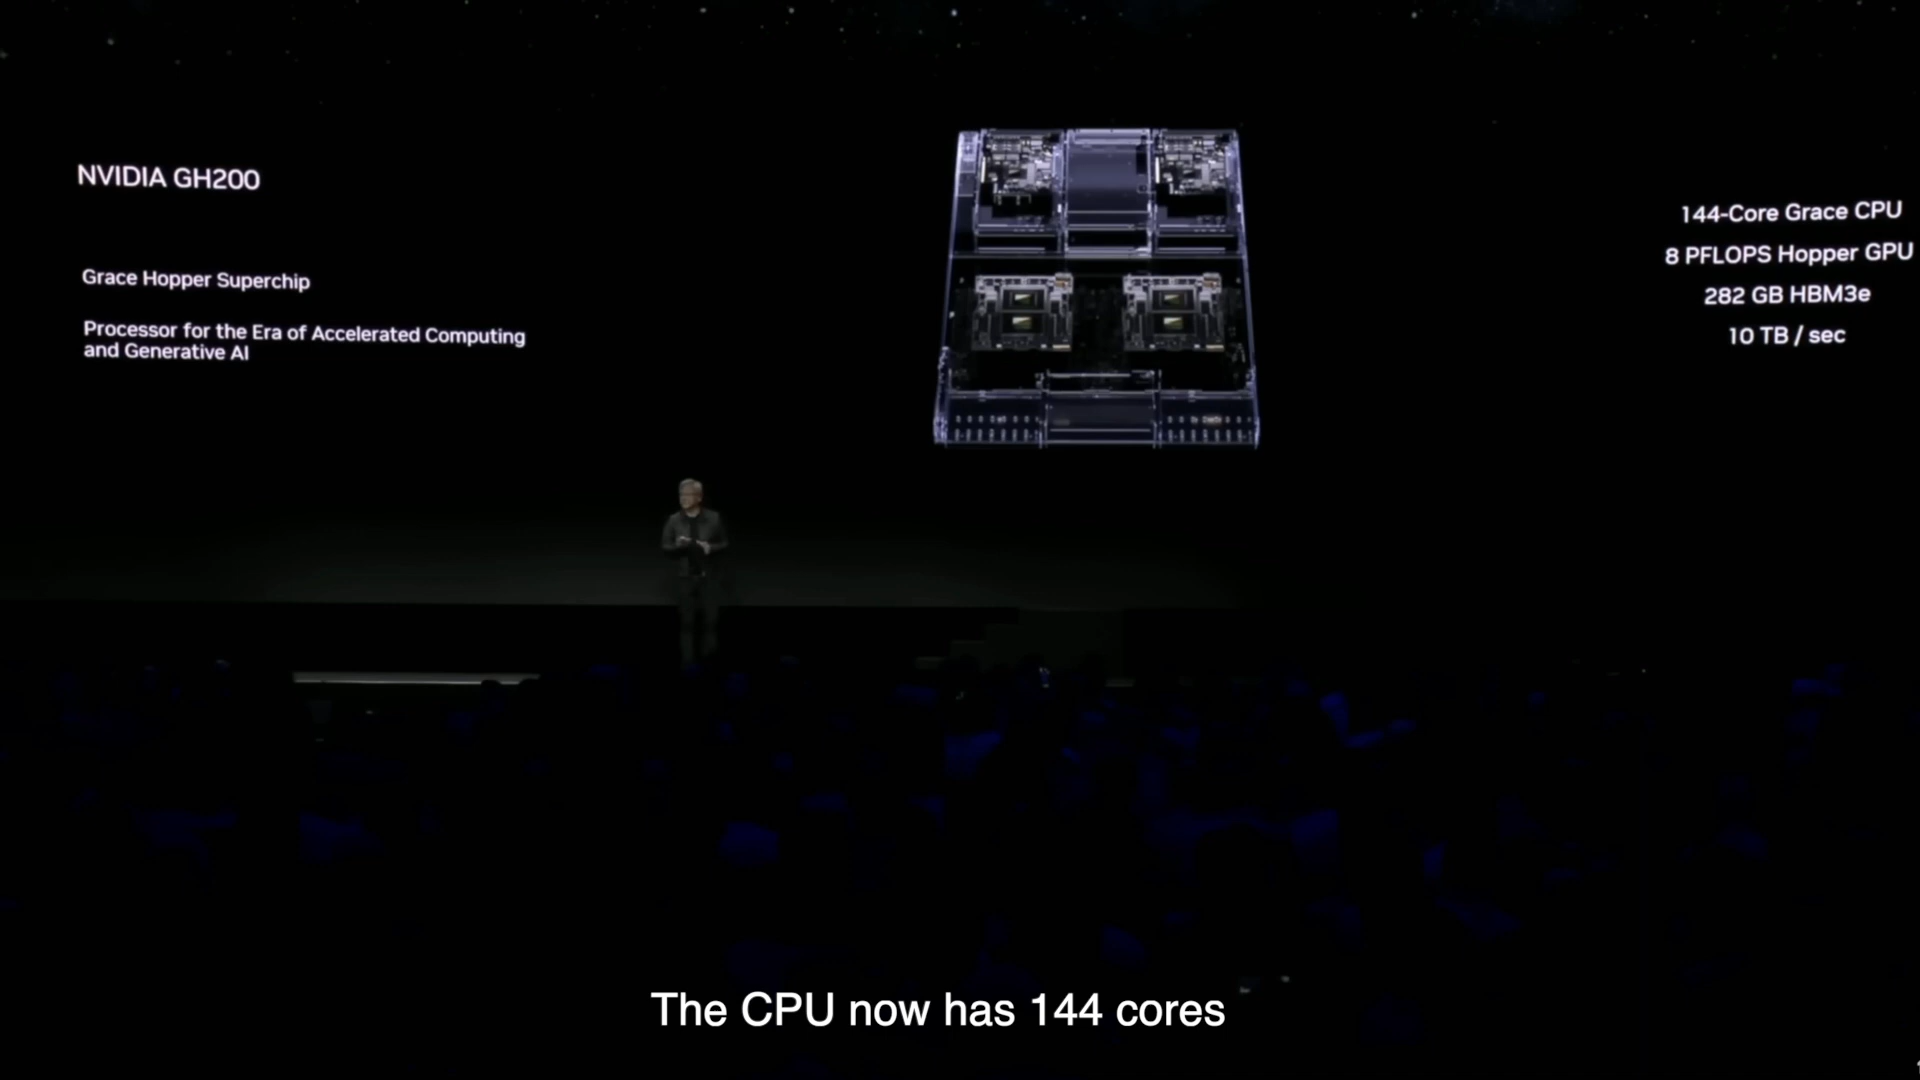 NVIDIA GH200
Grace Hopper Superchip
Processor for the Era of Accelerated Computing
and Generative AI
144-Core Grace CPU
8 PFLOPS Hopper GPU
282 GB HBM3e
10 TB / sec
The CPU now has 144 cores